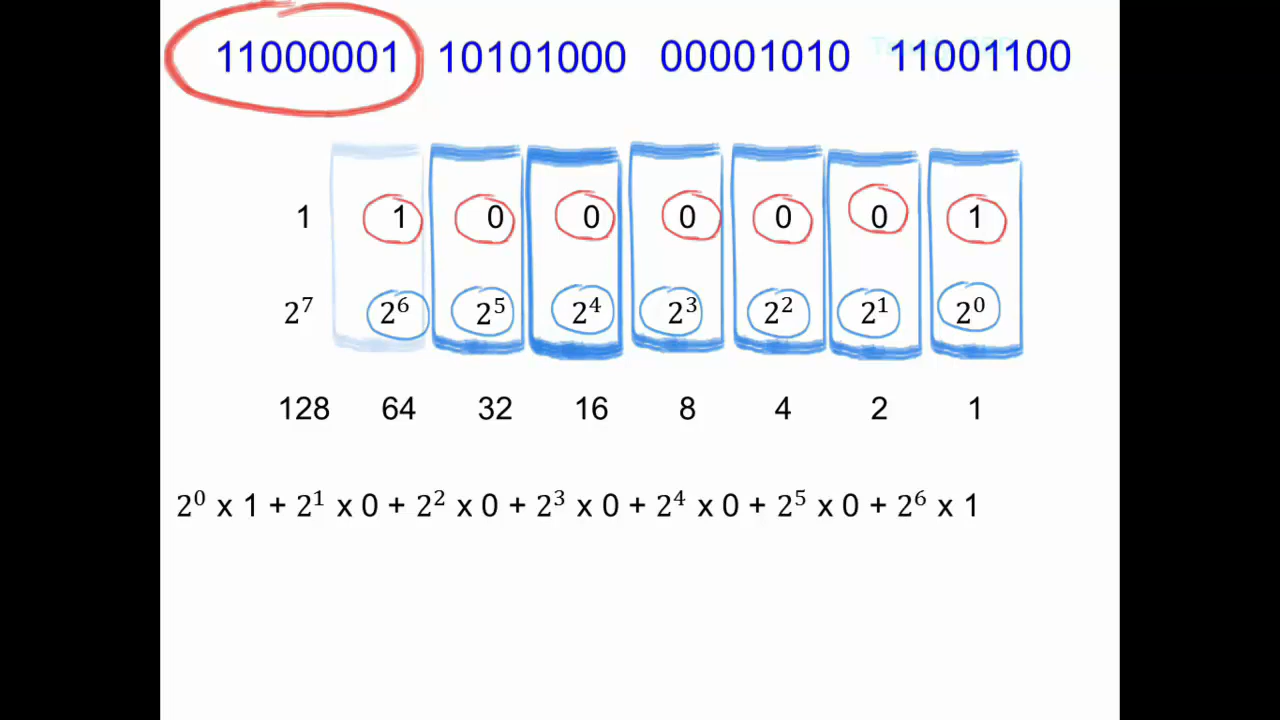 11000001 10101000 00001010 11001100
1 1 0 0 0 0 0 1
2⁷ 2⁶ 2⁵ 2⁴ 2³ 2² 2¹ 2⁰
128 64 32 16 8 4 2 1
2⁰ x 1 + 2¹ x 0 + 2² x 0 + 2³ x 0 + 2⁴ x 0 + 2⁵ x 0 + 2⁶ x 1